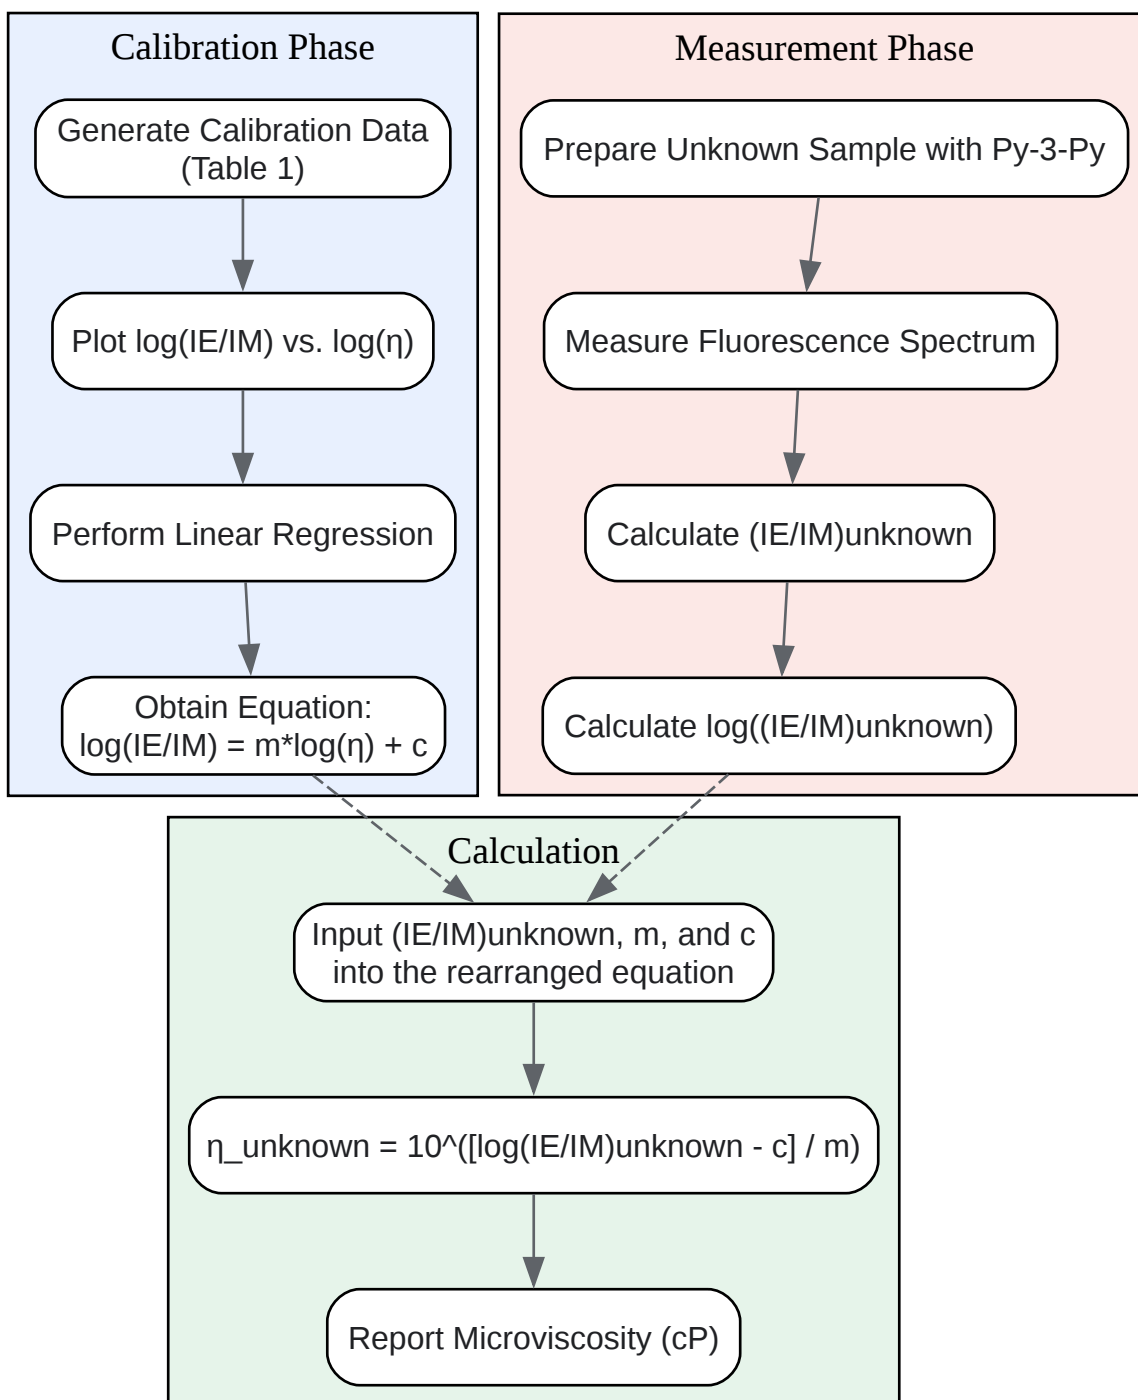 Calibration Phase
Generate Calibration Data
(Table 1)
Plot log(IE/IM) vs. log(η)
Perform Linear Regression
Obtain Equation:
log(IE/IM) = m*log(η) + c
Measurement Phase
Prepare Unknown Sample with Py-3-Py
Measure Fluorescence Spectrum
Calculate (IE/IM)unknown
Calculate log((IE/IM)unknown)
Calculation
Input (IE/IM)unknown, m, and c
into the rearranged equation
η_unknown = 10^([log(IE/IM)unknown - c] / m)
Report Microviscosity (cP)